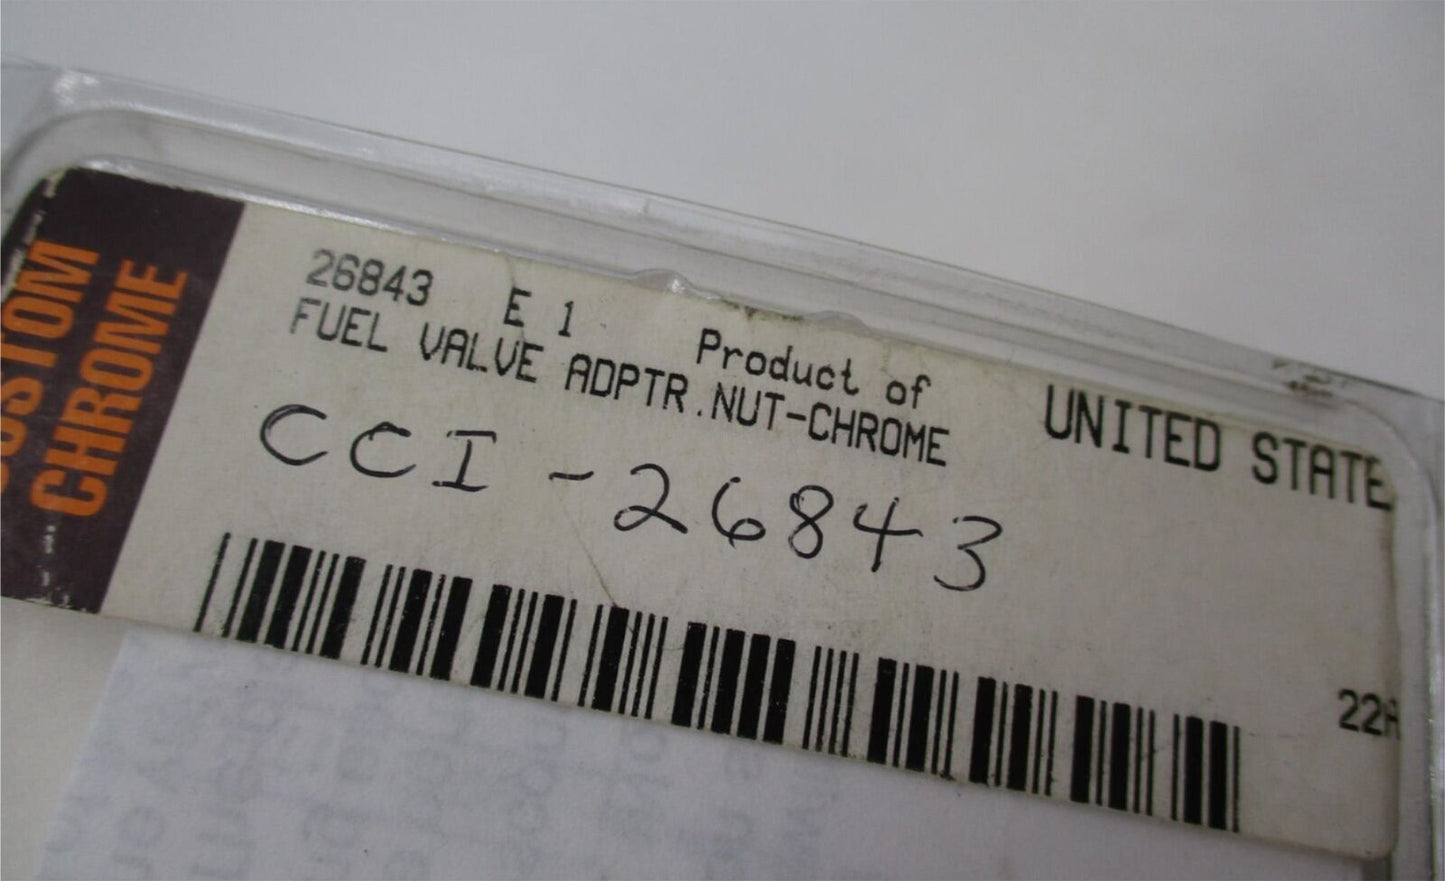 CUSTOM
CHROME
26843 E 1
Product of
UNITED STATE
FUEL VALVE ADPTR.NUT-CHROME
CCI-26843
22A